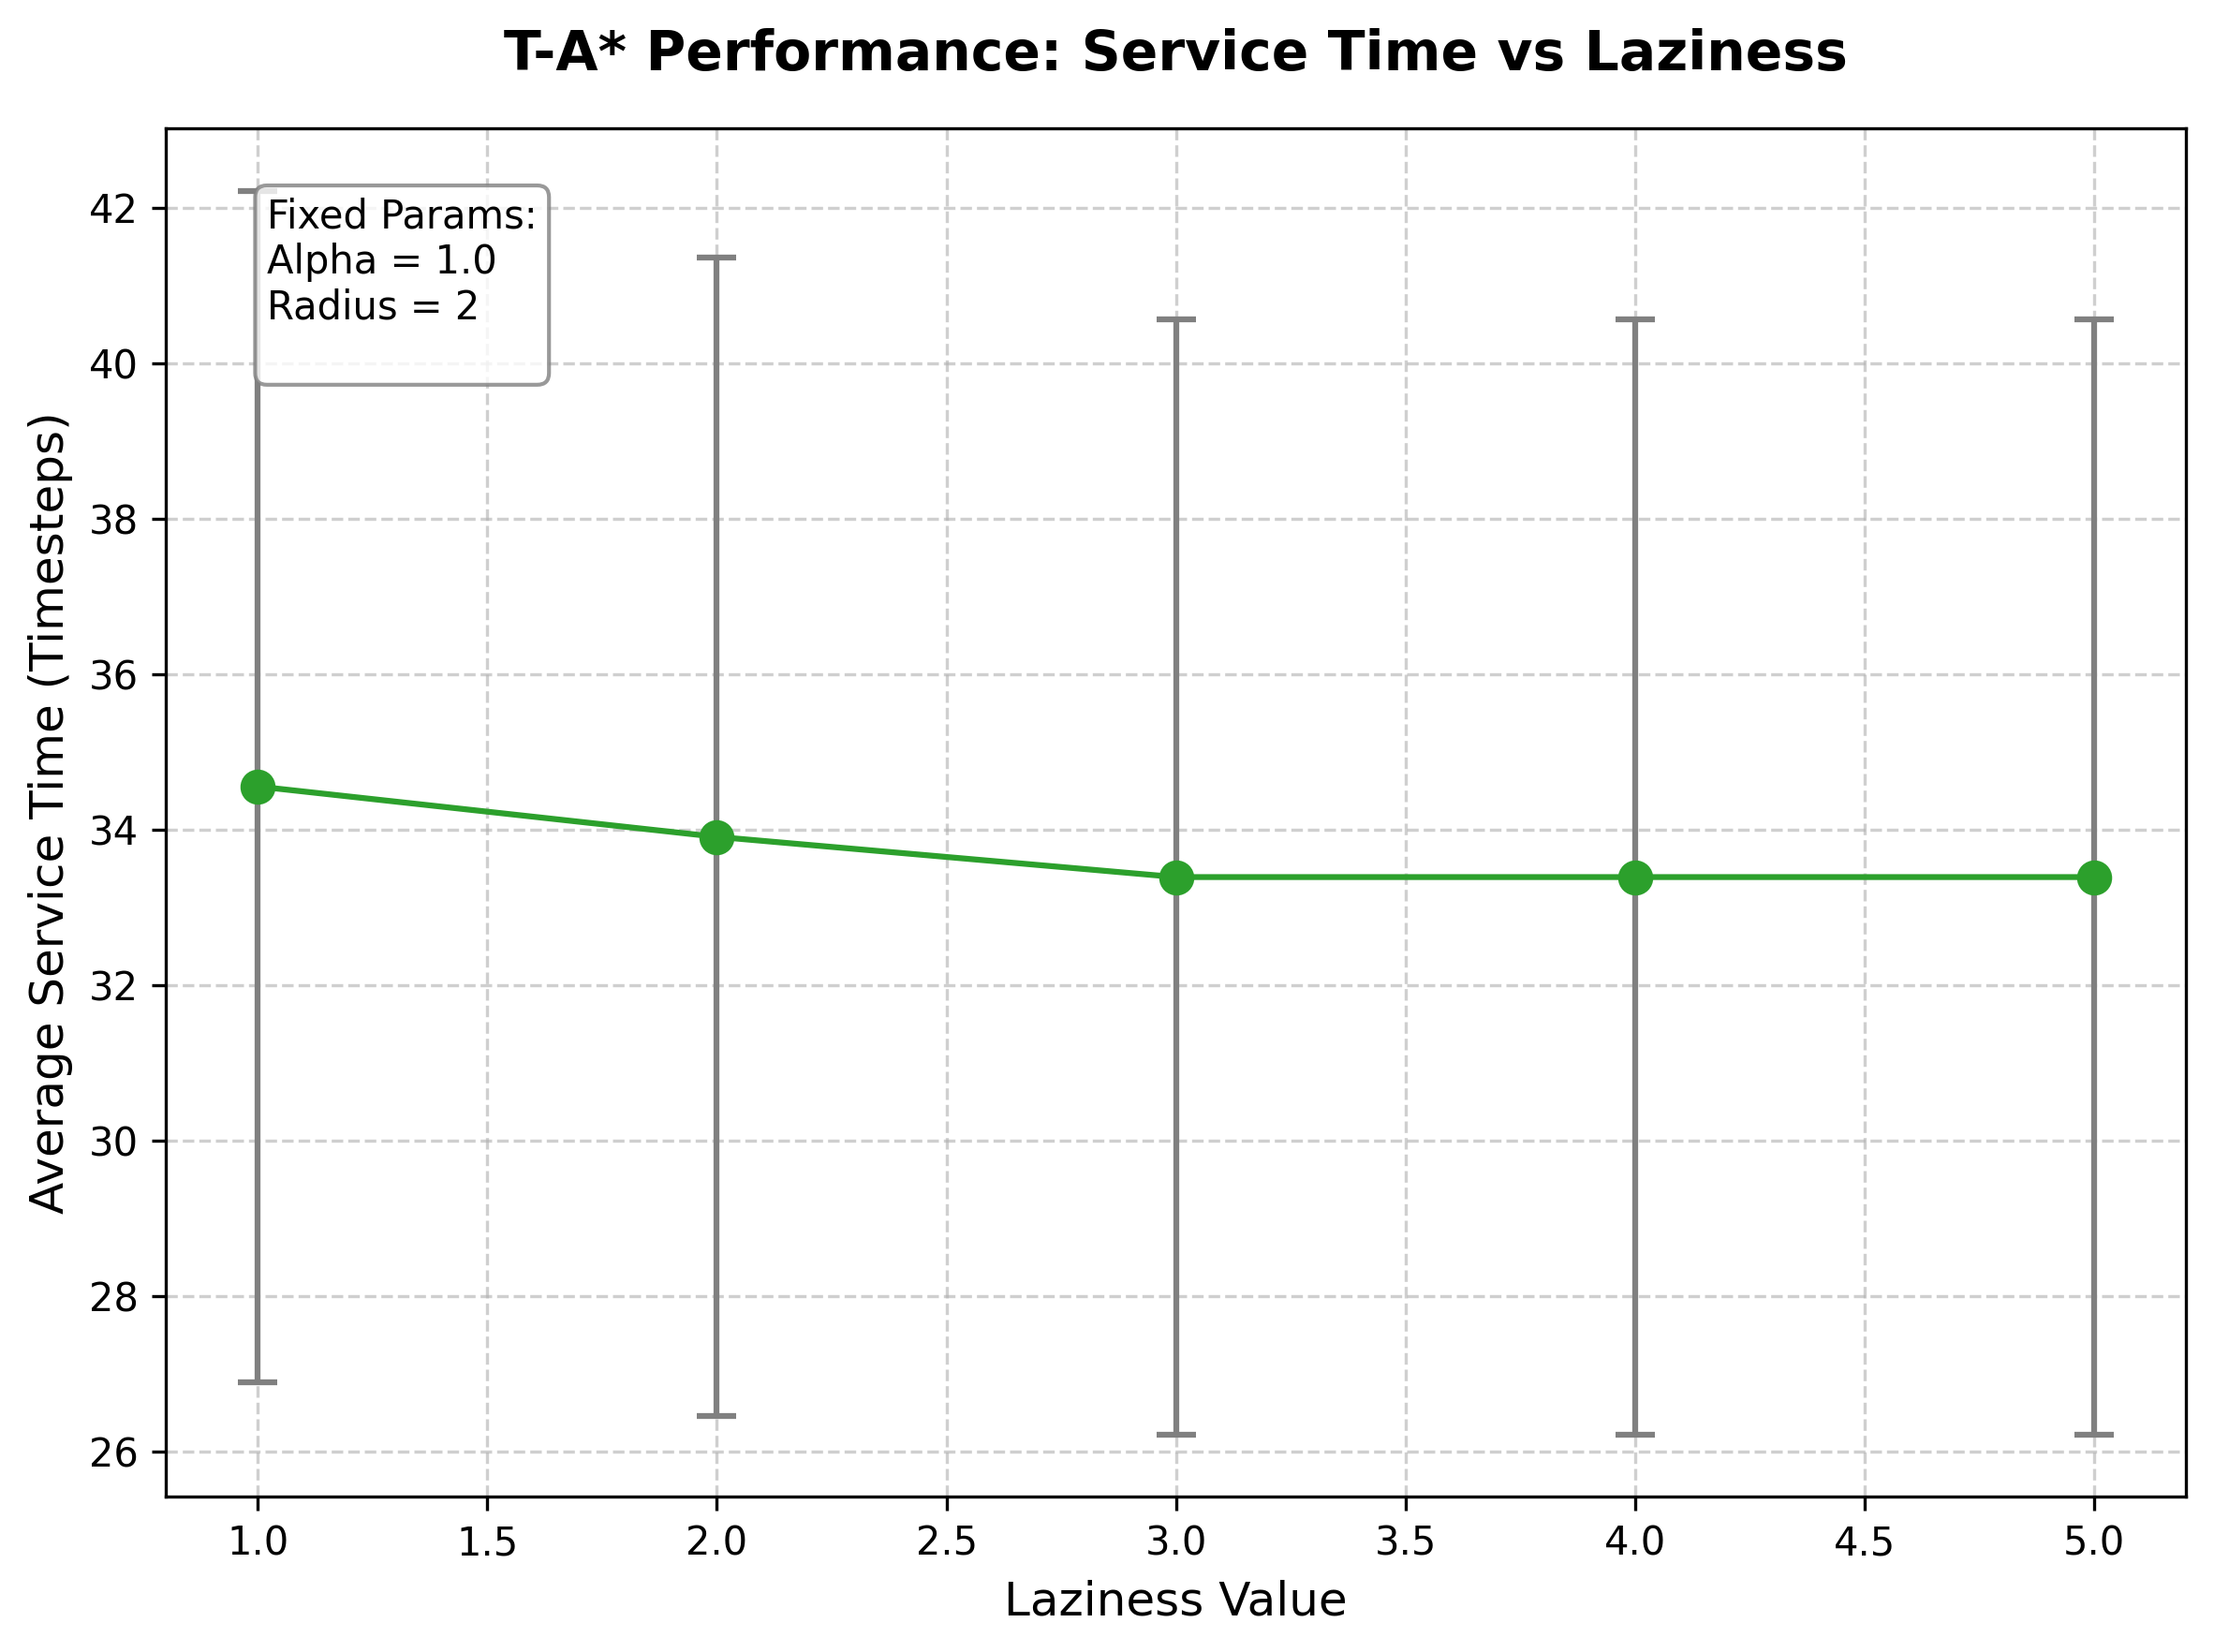 T-A* Performance: Service Time vs Laziness
Fixed Params:
Alpha = 1.0
Radius = 2
Average Service Time (Timesteps)
42
40
38
36
34
32
30
28
26
1.0 1.5 2.0 2.5 3.0 3.5 4.0 4.5 5.0
Laziness Value